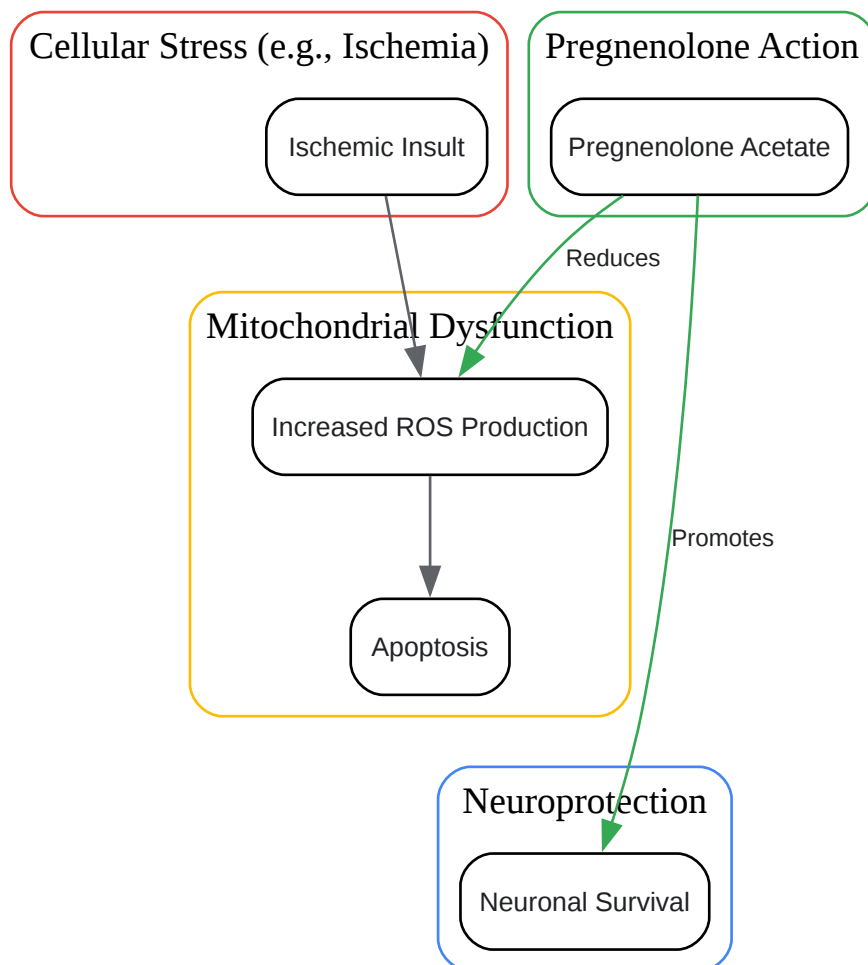 Cellular Stress (e.g., Ischemia)
Pregnenolone Action
Ischemic Insult
Pregnenolone Acetate
Reduces
Mitochondrial Dysfunction
Increased ROS Production
Promotes
Apoptosis
Neuroprotection
Neuronal Survival